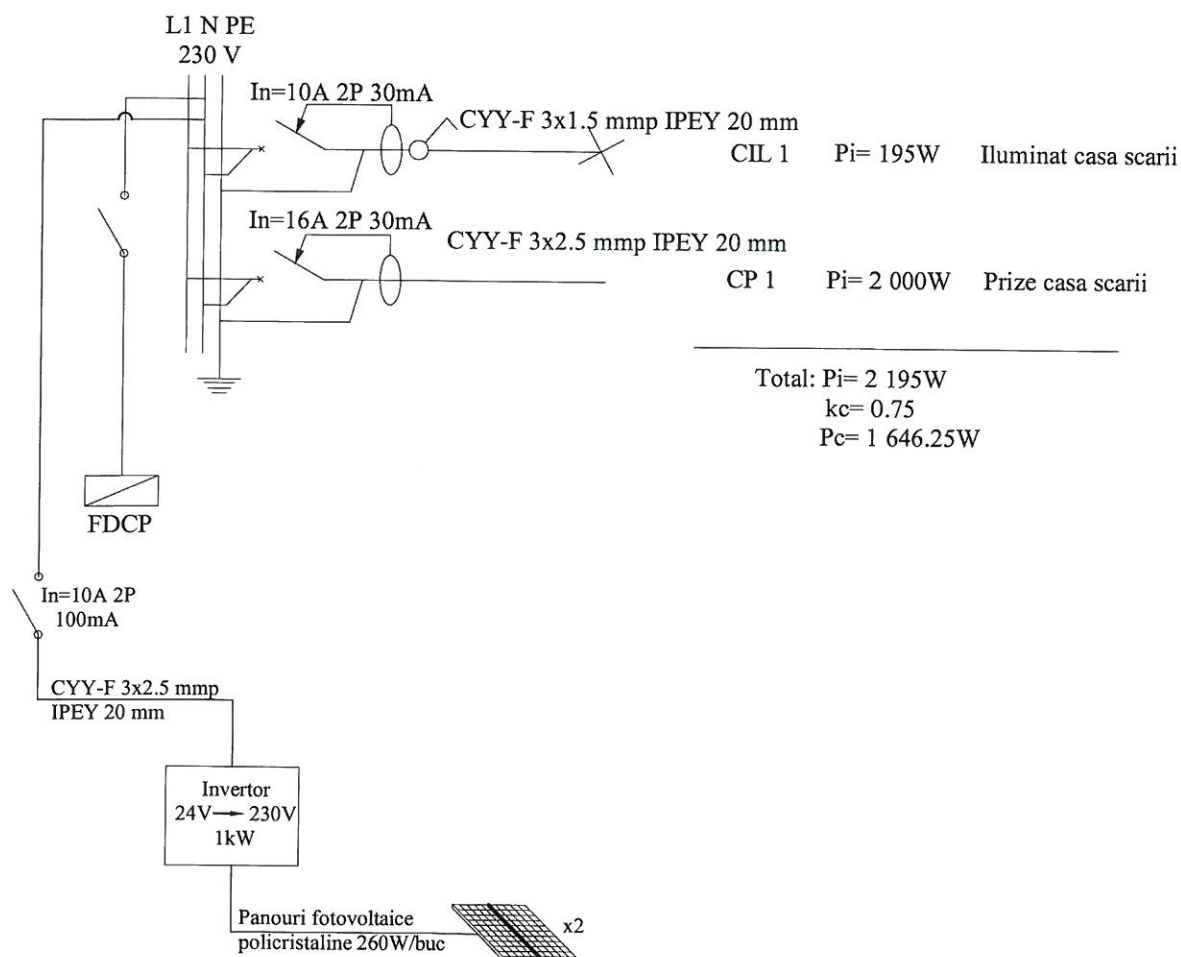 L1 N PE
230 V
In=10A 2P 30mA
CYY-F 3x1.5 mmp IPEY 20 mm
CIL 1 Pi= 195W Iluminat casa scarii
In=16A 2P 30mA
CYY-F 3x2.5 mmp IPEY 20 mm
CP 1 Pi= 2 000W Prize casa scarii
Total: Pi= 2 195W
kc= 0.75
Pc= 1 646.25W
FDCP
In=10A 2P
100mA
CYY-F 3x2.5 mmp
IPEY 20 mm
Invertor
24V → 230V
1kW
Panouri fotovoltaice
policristaline 260W/buc
x2